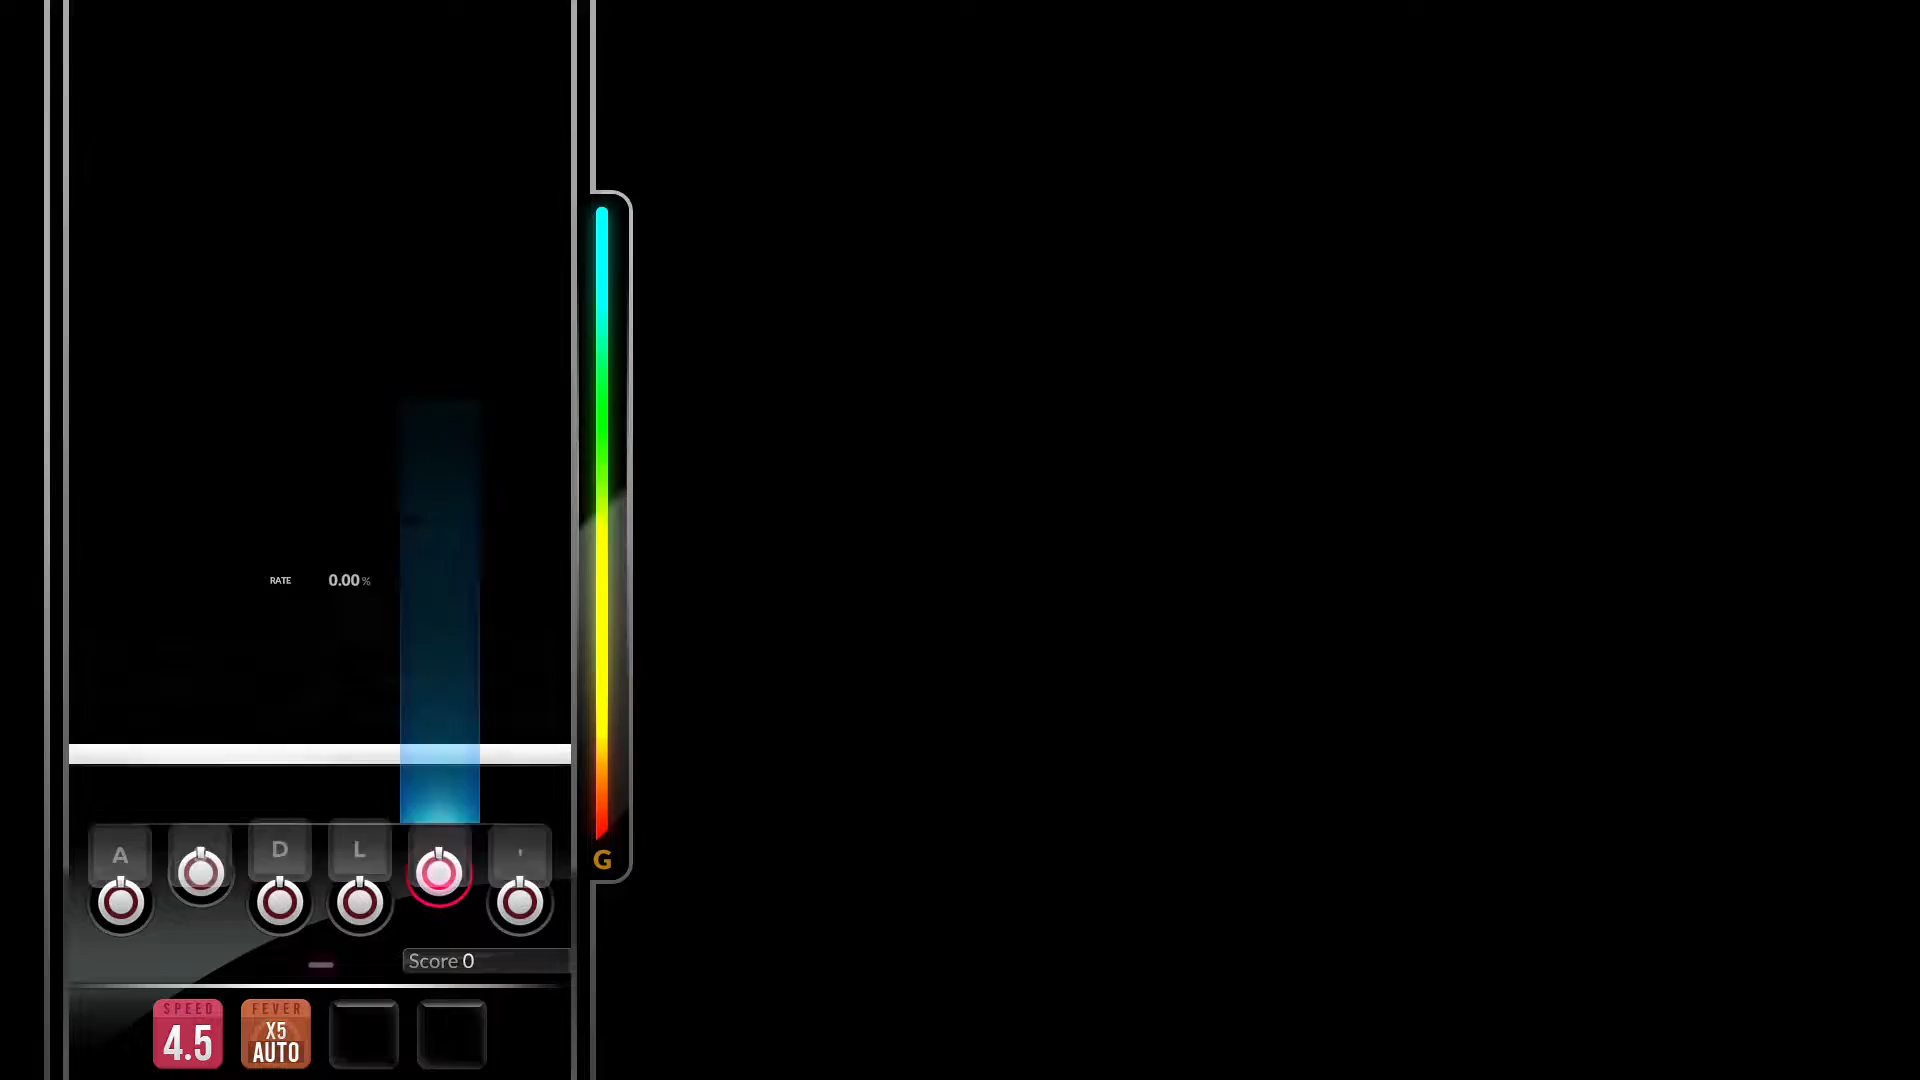 RATE 0.00 %
A D L '
G
Score 0
SPEED FEVER
4.5 X5
AUTO